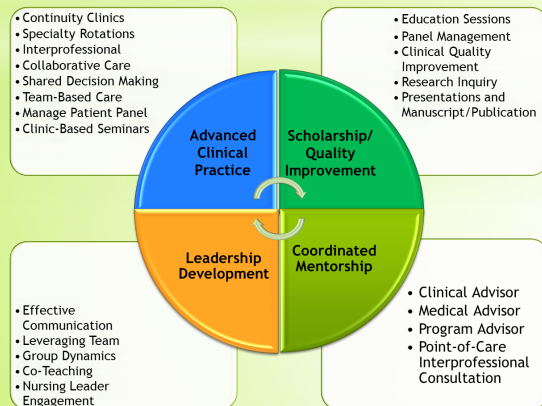 • Continuity Clinics
• Specialty Rotations
• Interprofessional
• Collaborative Care
• Shared Decision Making
• Team-Based Care
• Manage Patient Panel
• Clinic-Based Seminars
• Education Sessions
• Panel Management
• Clinical Quality
Improvement
• Research Inquiry
• Presentations and
Manuscript/Publication
Advanced
Clinical
Practice
Scholarship/
Quality
Improvement
Leadership
Development
Coordinated
Mentorship
• Effective
Communication
• Leveraging Team
• Group Dynamics
• Co-Teaching
• Nursing Leader
Engagement
• Clinical Advisor
• Medical Advisor
• Program Advisor
• Point-of-Care
Interprofessional
Consultation